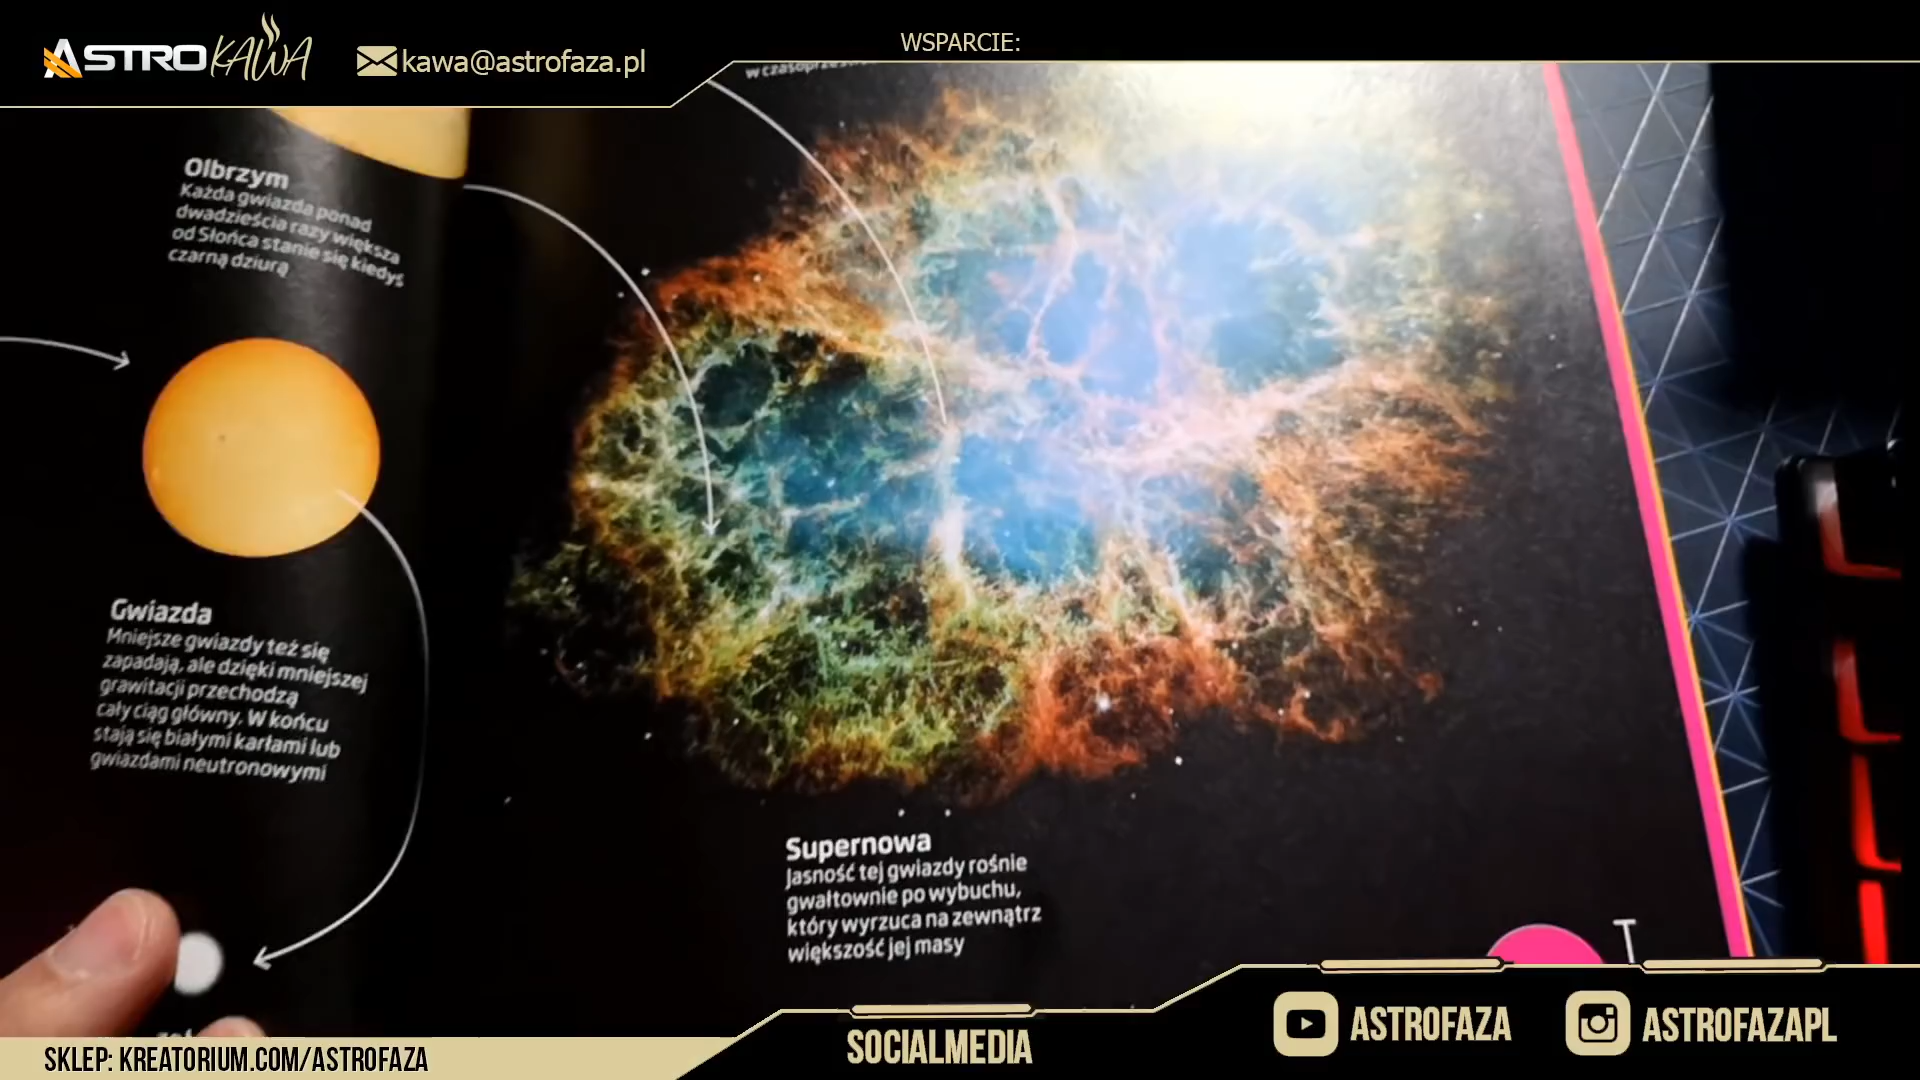 ASTROKAWA
kawa@astrofaza.pl
WSPARCIE:
Olbrzym
Każda gwiazda ponad
dwadzieścia razy większa
od Słońca stanie się kiedyś
czarną dziurą
Gwiazda
Mniejsze gwiazdy też się
zapadają, ale dzięki mniejszej
grawitacji przechodzą
cały ciąg główny. W końcu
stają się białymi karłami lub
gwiazdami neutronowymi
Supernowa
Jasność tej gwiazdy rośnie
gwałtownie po wybuchu,
który wyrzuca na zewnątrz
większość jej masy
T
SKLEP: KREATORIUM.COM/ASTROFAZA
SOCIALMEDIA
ASTROFAZA
ASTROFAZAPL